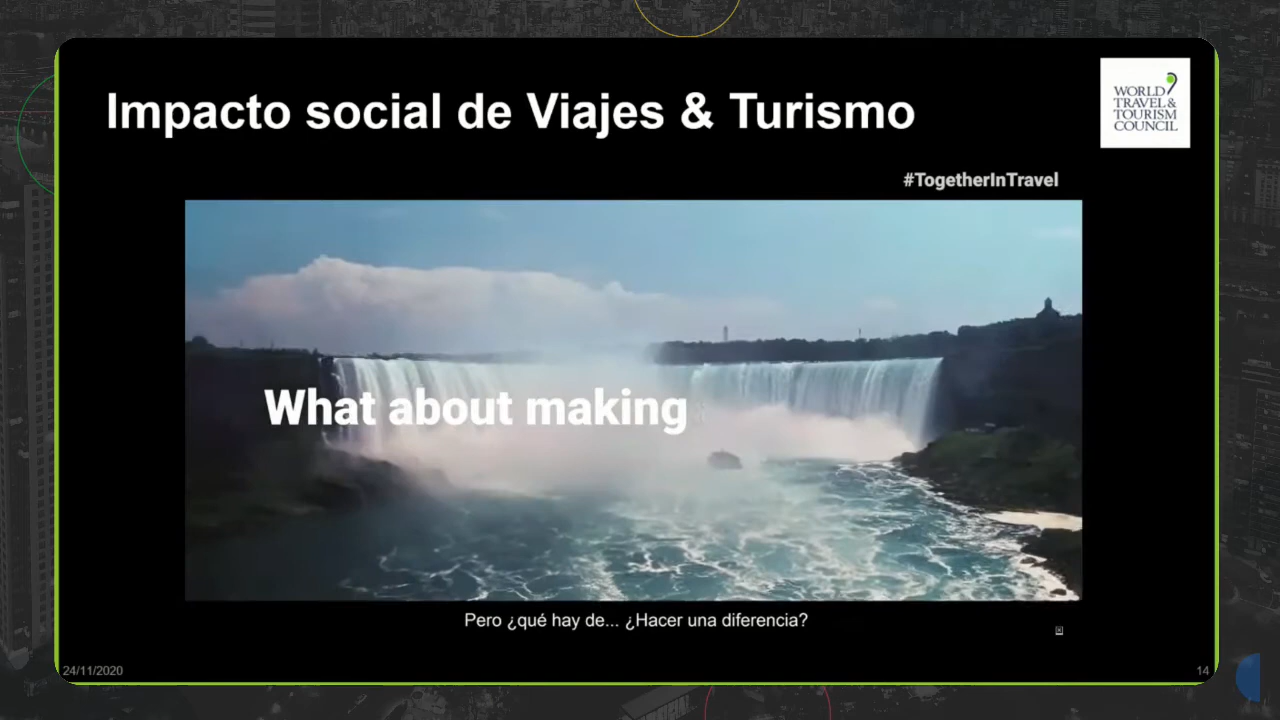 Impacto social de Viajes & Turismo
WORLD
TRAVEL &
TOURISM
COUNCIL
#TogetherInTravel
What about making
Pero ¿qué hay de... ¿Hacer una diferencia?
24/11/2020
14